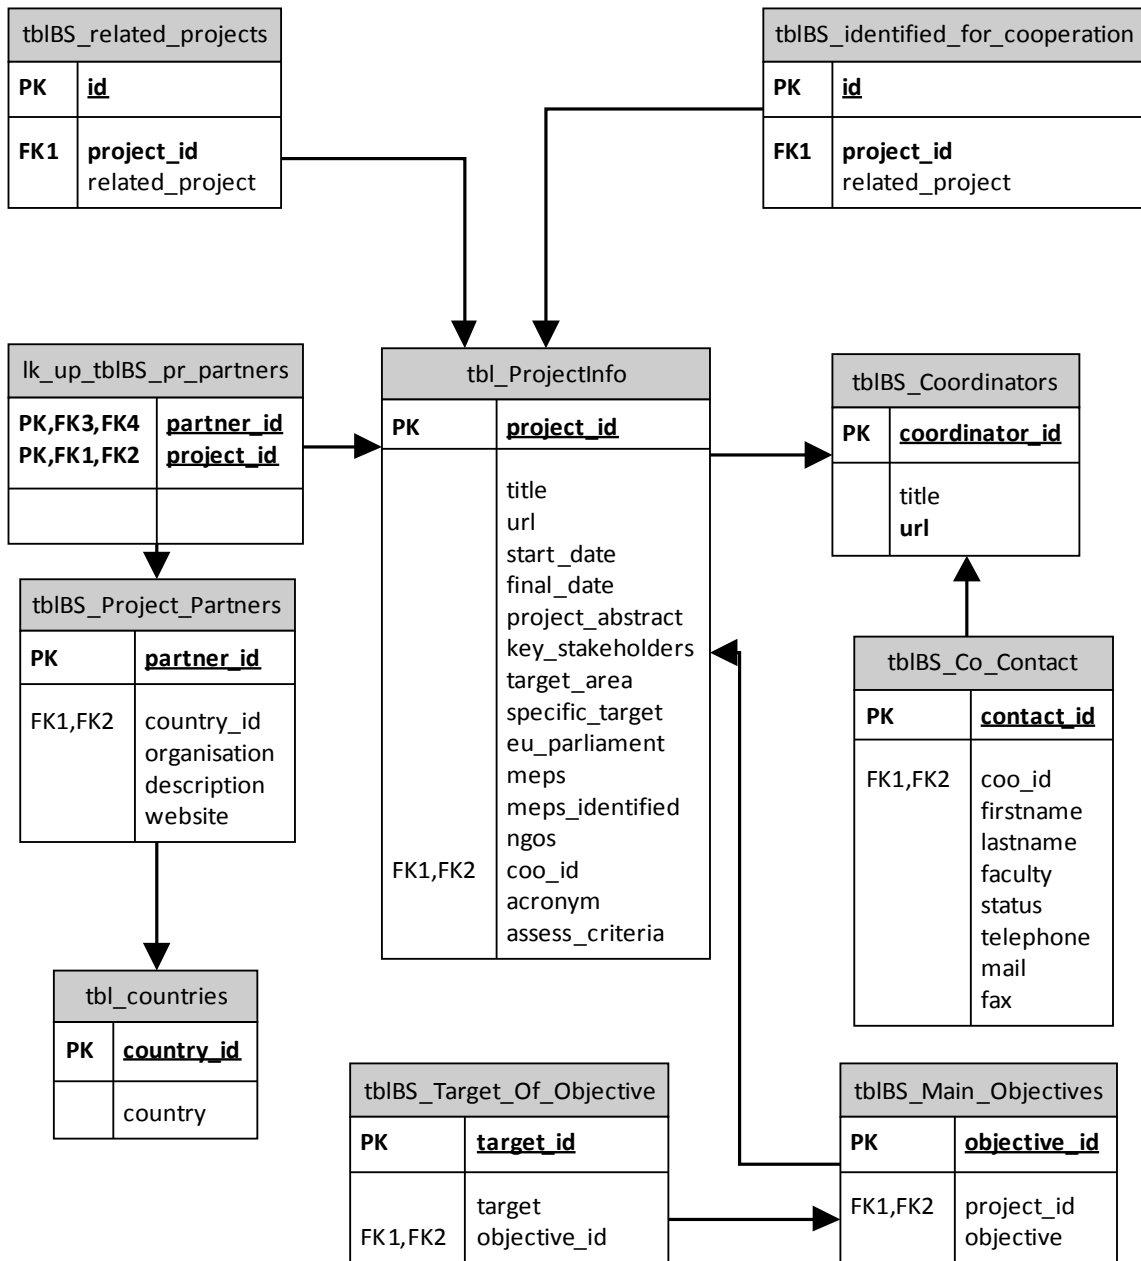 tblBS_related_projects
PK id
FK1 project_id
related_project
tblBS_identified_for_cooperation
PK id
FK1 project_id
related_project
lk_up_tblBS_pr_partners
PK,FK3,FK4 partner_id
PK,FK1,FK2 project_id
tbl_ProjectInfo
PK project_id
title
url
start_date
final_date
project_abstract
key_stakeholders
target_area
specific_target
eu_parliament
meps
meps_identified
ngos
FK1,FK2 coo_id
acronym
assess_criteria
tblBS_Coordinators
PK coordinator_id
title
url
tblBS_Project_Partners
PK partner_id
FK1,FK2 country_id
organisation
description
website
tblBS_Co_Contact
PK contact_id
FK1,FK2 coo_id
firstname
lastname
faculty
status
telephone
mail
fax
tbl_countries
PK country_id
country
tblBS_Target_Of_Objective
PK target_id
target
FK1,FK2 objective_id
tblBS_Main_Objectives
PK objective_id
FK1,FK2 project_id
objective